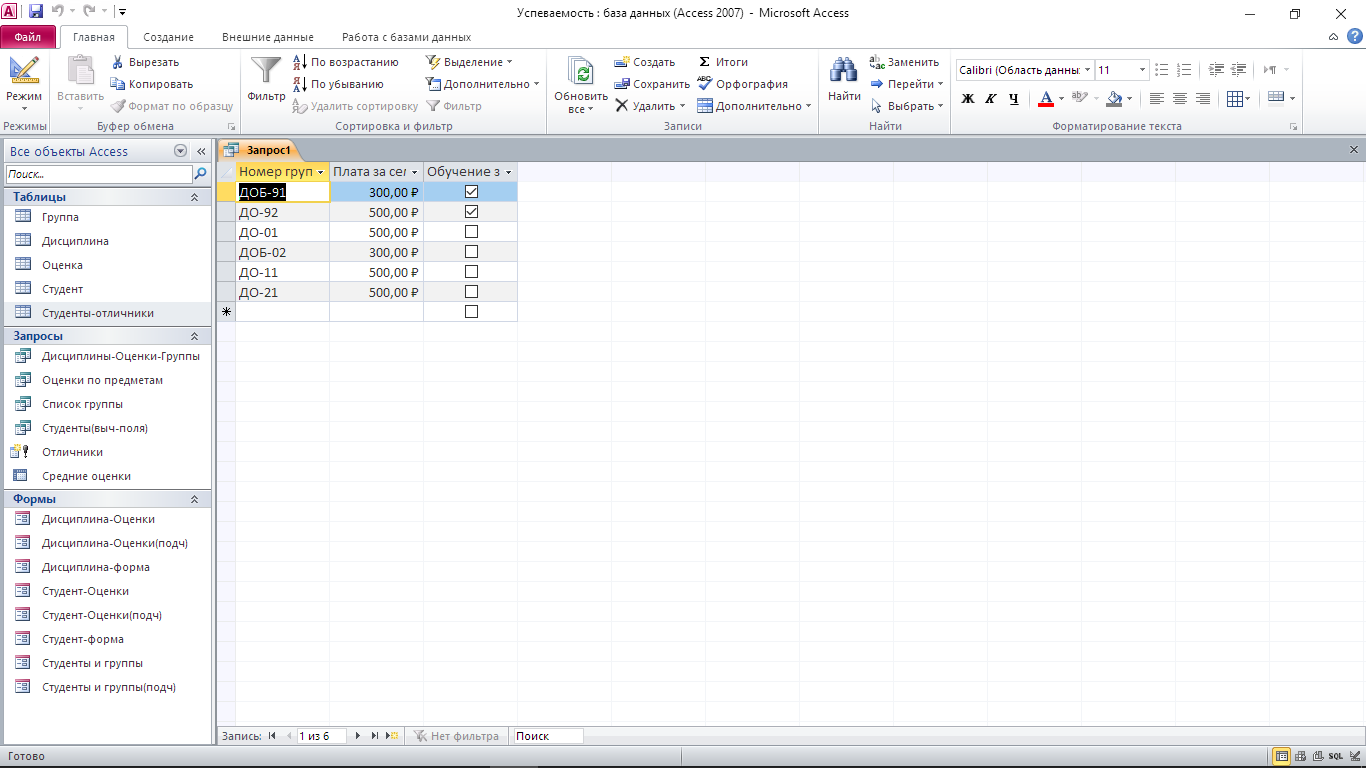 Успеваемость : база данных (Access 2007) - Microsoft Access
Файл Главная Создание Внешние данные Работа с базами данных
Режим
Режимы
Вставить
Вырезать
Копировать
Формат по образцу
Буфер обмена
Фильтр
По возрастанию
По убыванию
Удалить сортировку
Выделение
Дополнительно
Фильтр
Сортировка и фильтр
Обновить
все
Создать
Сохранить
Удалить
Итоги
Орфография
Дополнительно
Записи
Найти
Заменить
Перейти
Выбрать
Найти
Calibri (Область данны: 11
Ж К Ч
Форматирование текста
Все объекты Access
Поиск...
Таблицы
Группа
Дисциплина
Оценка
Студент
Студенты-отличники
Запросы
Дисциплины-Оценки-Группы
Оценки по предметам
Список группы
Студенты(выч-поля)
Отличники
Средние оценки
Формы
Дисциплина-Оценки
Дисциплина-Оценки(подч)
Дисциплина-форма
Студент-Оценки
Студент-Оценки(подч)
Студент-форма
Студенты и группы
Студенты и группы(подч)
Запрос1
Номер груп Плата за сем Обучение з
ДОБ-91 300,00 ₽
ДО-92 500,00 ₽
ДО-01 500,00 ₽
ДОБ-02 300,00 ₽
ДО-11 500,00 ₽
ДО-21 500,00 ₽
Запись: 1 из 6 Нет фильтра Поиск
Готово SQL